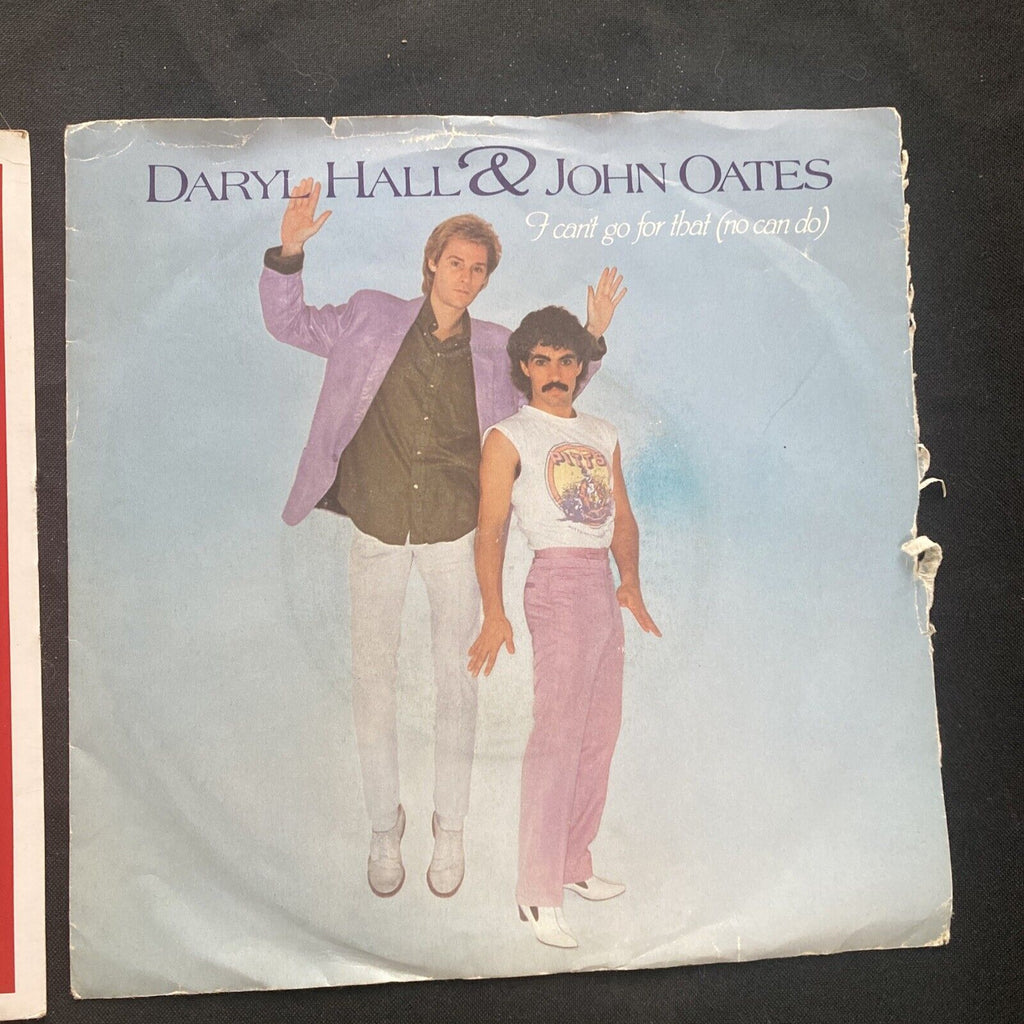 DARYL HALL & JOHN OATES
I can't go for that (no can do)